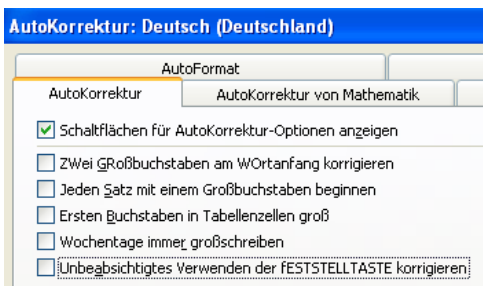 AutoKorrektur: Deutsch (Deutschland)
AutoFormat
AutoKorrektur
AutoKorrektur von Mathematik
Schaltflächen für AutoKorrektur-Optionen anzeigen
ZWei GRoßbuchstaben am WOrtanfang korrigieren
Jeden Satz mit einem Großbuchstaben beginnen
Ersten Buchstaben in Tabellenzellen groß
Wochentage immer großschreiben
Unbeabsichtigtes Verwenden der fESTSTELLTASTE korrigieren